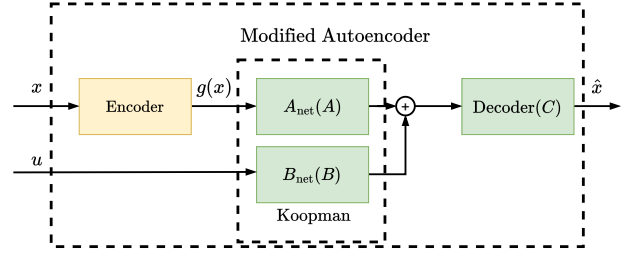 Modified Autoencoder
x
Encoder
g(x)
A_net(A)
+
Decoder(C)
x̂
u
B_net(B)
Koopman